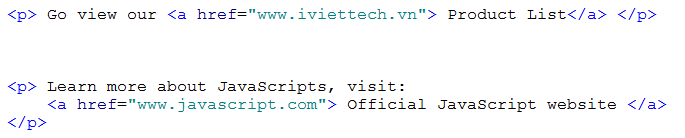 <p> Go view our <a href="www.iviettech.vn"> Product List</a> </p>
<p> Learn more about JavaScripts, visit:
<a href="www.javascript.com"> Official JavaScript website </a>
</p>